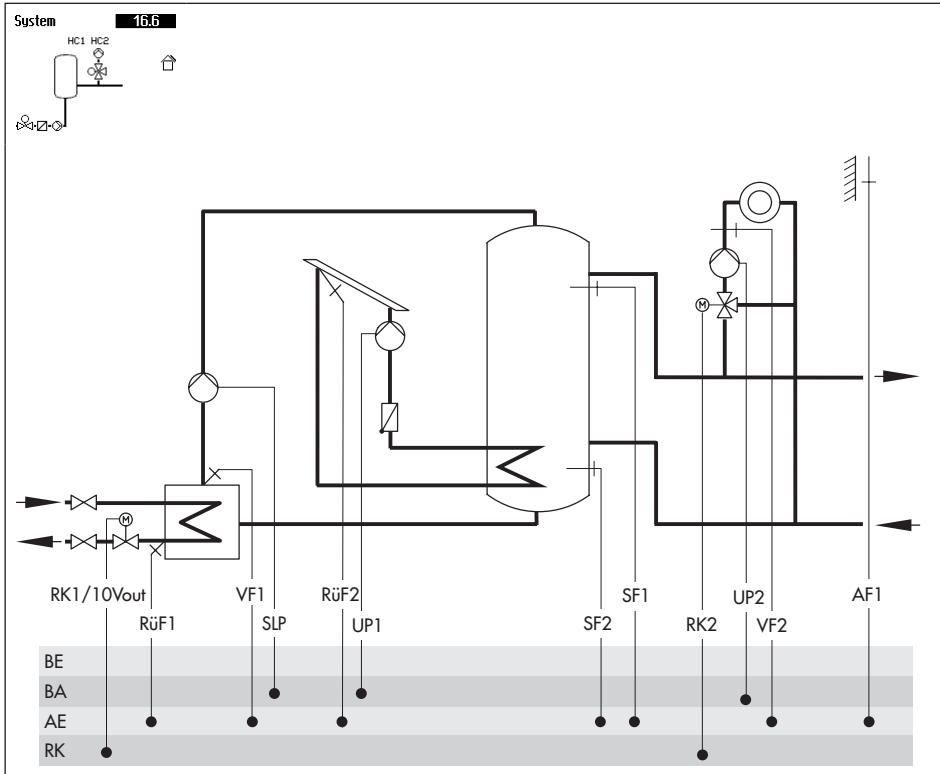 System 16.6
HC1 HC2
M
M
RK1/10Vout VF1 RüF2 SF1 UP2 AF1
RüF1 SLP UP1 SF2 RK2 VF2
BE
BA
AE
RK